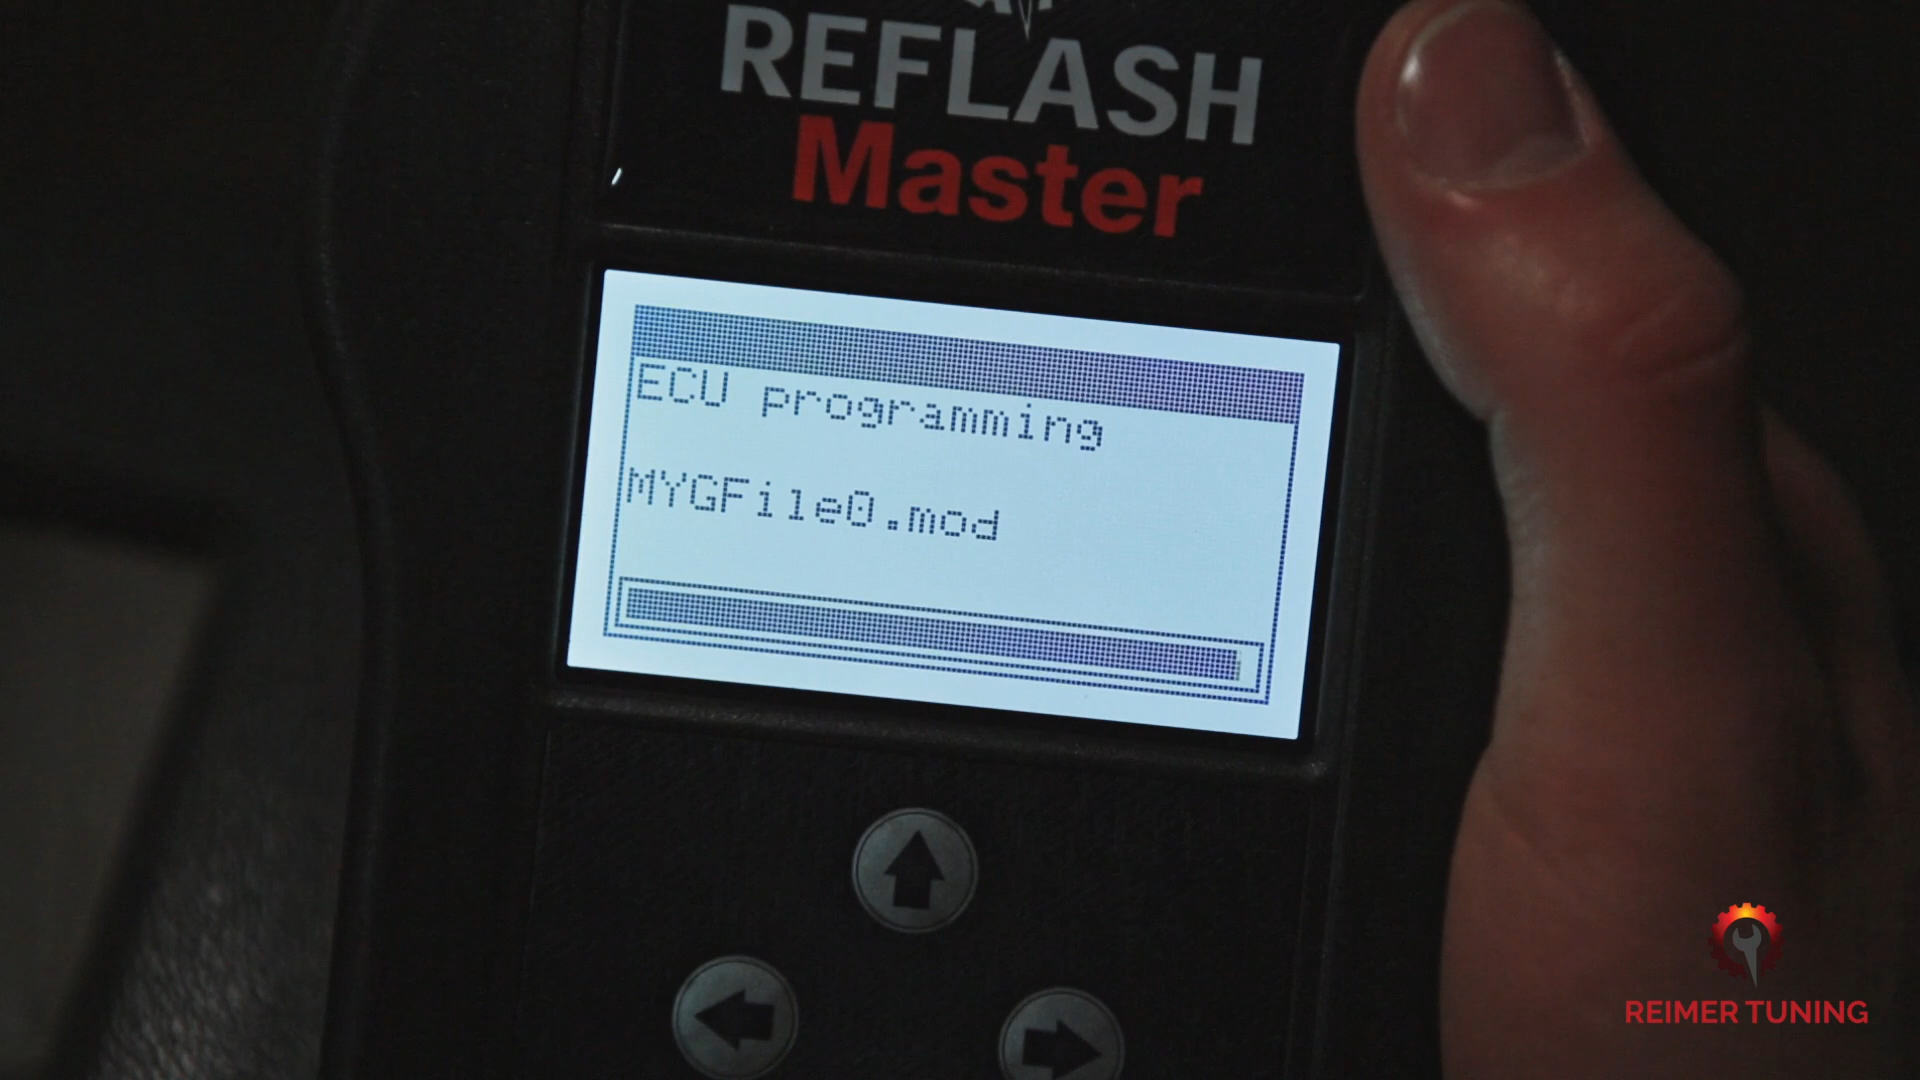 REFLASH
Master
ECU programming
MYGFile0.mod
REIMER TUNING